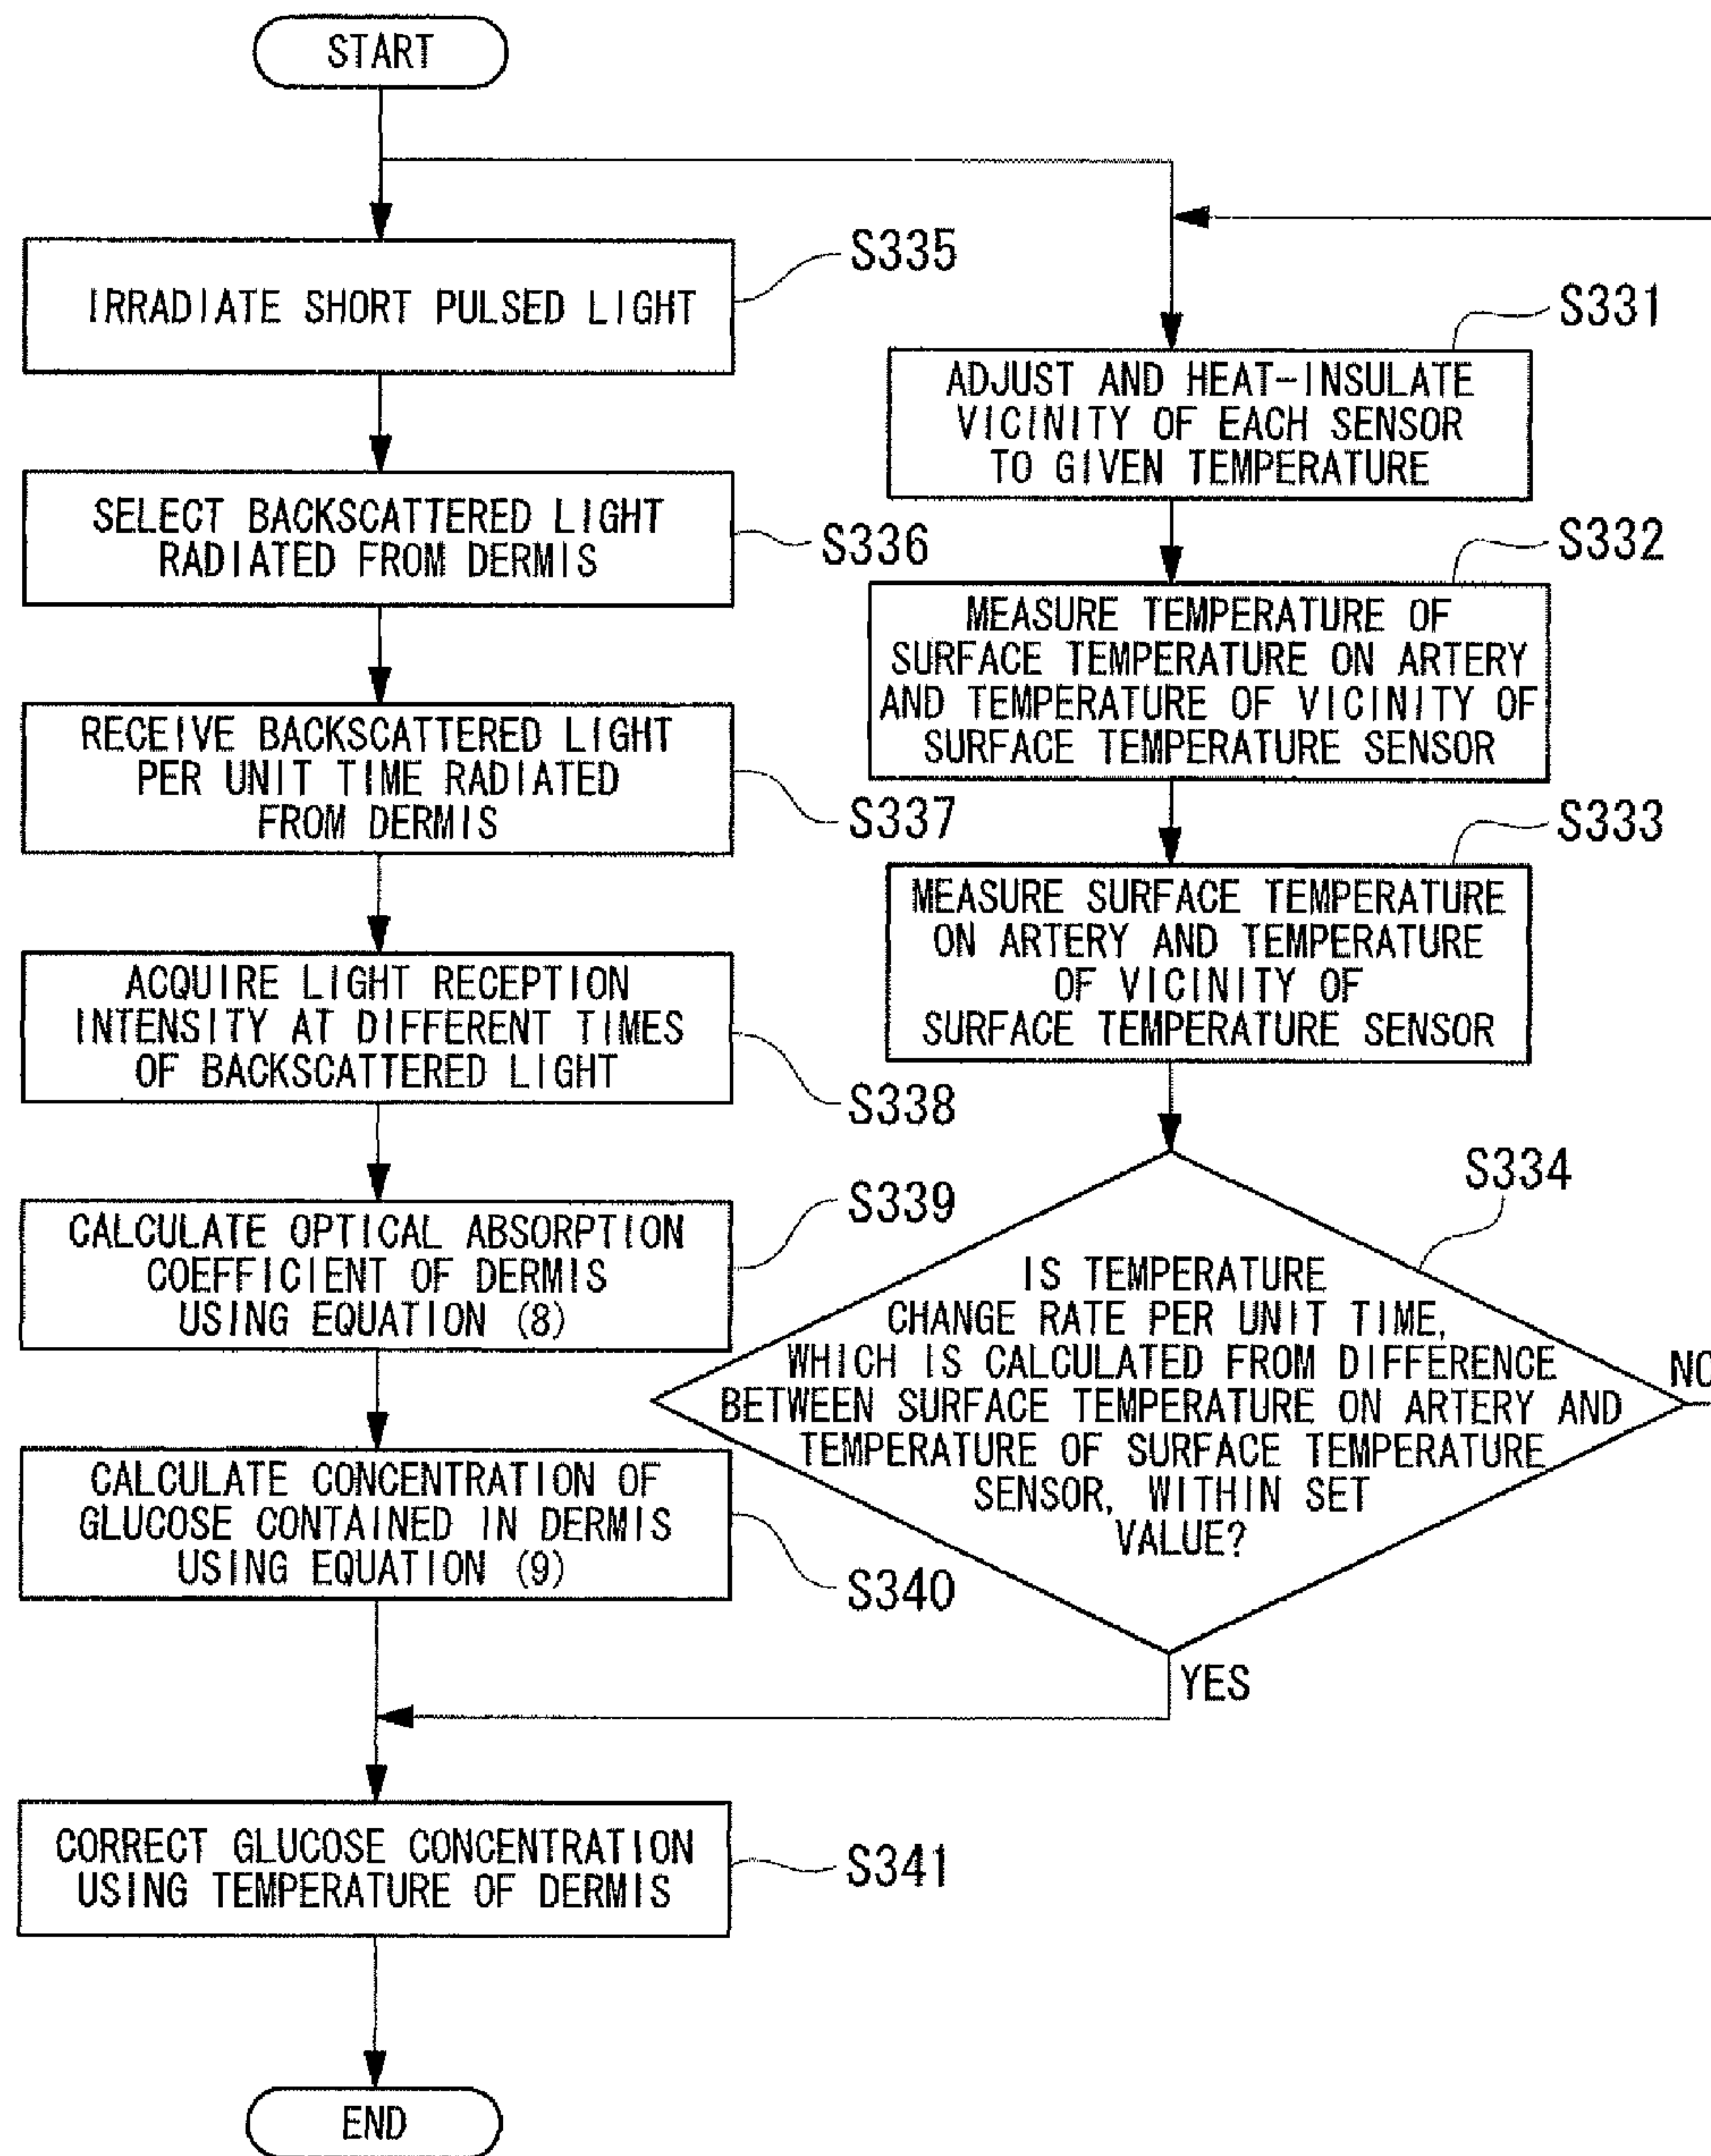 START
IRRADIATE SHORT PULSED LIGHT
S335
SELECT BACKSCATTERED LIGHT
RADIATED FROM DERMIS
S336
RECEIVE BACKSCATTERED LIGHT
PER UNIT TIME RADIATED
FROM DERMIS
S337
ACQUIRE LIGHT RECEPTION
INTENSITY AT DIFFERENT TIMES
OF BACKSCATTERED LIGHT
S338
CALCULATE OPTICAL ABSORPTION
COEFFICIENT OF DERMIS
USING EQUATION (8)
S339
CALCULATE CONCENTRATION OF
GLUCOSE CONTAINED IN DERMIS
USING EQUATION (9)
S340
ADJUST AND HEAT-INSULATE
VICINITY OF EACH SENSOR
TO GIVEN TEMPERATURE
S331
MEASURE TEMPERATURE OF
SURFACE TEMPERATURE ON ARTERY
AND TEMPERATURE OF VICINITY OF
SURFACE TEMPERATURE SENSOR
S332
MEASURE SURFACE TEMPERATURE
ON ARTERY AND TEMPERATURE
OF VICINITY OF
SURFACE TEMPERATURE SENSOR
S333
IS TEMPERATURE
CHANGE RATE PER UNIT TIME,
WHICH IS CALCULATED FROM DIFFERENCE
BETWEEN SURFACE TEMPERATURE ON ARTERY AND
TEMPERATURE OF SURFACE TEMPERATURE
SENSOR, WITHIN SET
VALUE?
S334
NO
YES
CORRECT GLUCOSE CONCENTRATION
USING TEMPERATURE OF DERMIS
S341
END